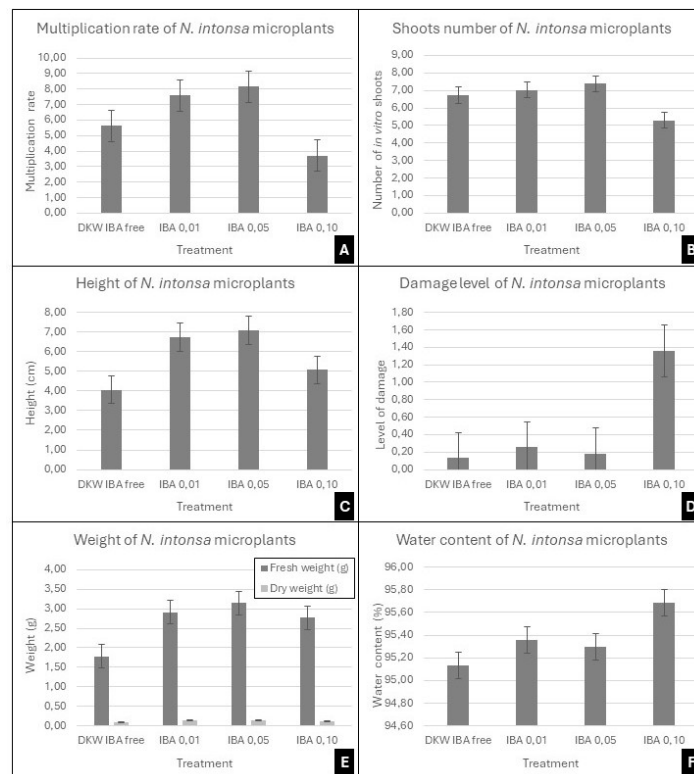 Multiplication rate of N. intonsa microplants
10,00
9,00
8,00
7,00
6,00
5,00
4,00
3,00
2,00
1,00
0,00
Multiplication rate
DKW IBA free IBA 0,01 IBA 0,05 IBA 0,10
Treatment
A
Shoots number of N. intonsa microplants
9,00
8,00
7,00
6,00
5,00
4,00
3,00
2,00
1,00
0,00
Number of in vitro shoots
DKW IBA free IBA 0,01 IBA 0,05 IBA 0,10
Treatment
B
Height of N. intonsa microplants
9,00
8,00
7,00
6,00
5,00
4,00
3,00
2,00
1,00
0,00
Height (cm)
DKW IBA free IBA 0,01 IBA 0,05 IBA 0,10
Treatment
C
Damage level of N. intonsa microplants
1,80
1,60
1,40
1,20
1,00
0,80
0,60
0,40
0,20
0,00
Level of damage
DKW IBA free IBA 0,01 IBA 0,05 IBA 0,10
Treatment
D
Weight of N. intonsa microplants
Fresh weight (g)
Dry weight (g)
4,00
3,50
3,00
2,50
2,00
1,50
1,00
0,50
0,00
Weight (g)
DKW IBA free IBA 0,01 IBA 0,05 IBA 0,10
Treatment
E
Water content of N. intonsa microplants
96,00
95,80
95,60
95,40
95,20
95,00
94,80
94,60
Water content (%)
DKW IBA free IBA 0,01 IBA 0,05 IBA 0,10
Treatment
F